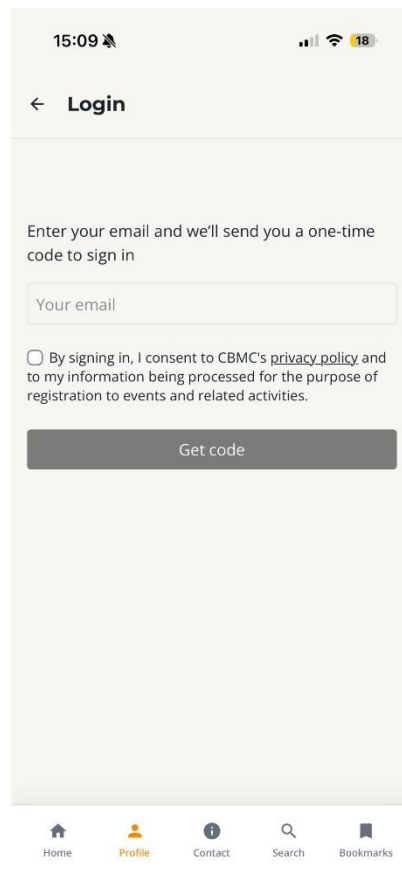 15:09
18
Login
Enter your email and we'll send you a one-time
code to sign in
Your email
By signing in, I consent to CBMC's privacy policy and
to my information being processed for the purpose of
registration to events and related activities.
Get code
Home Profile Contact Search Bookmarks